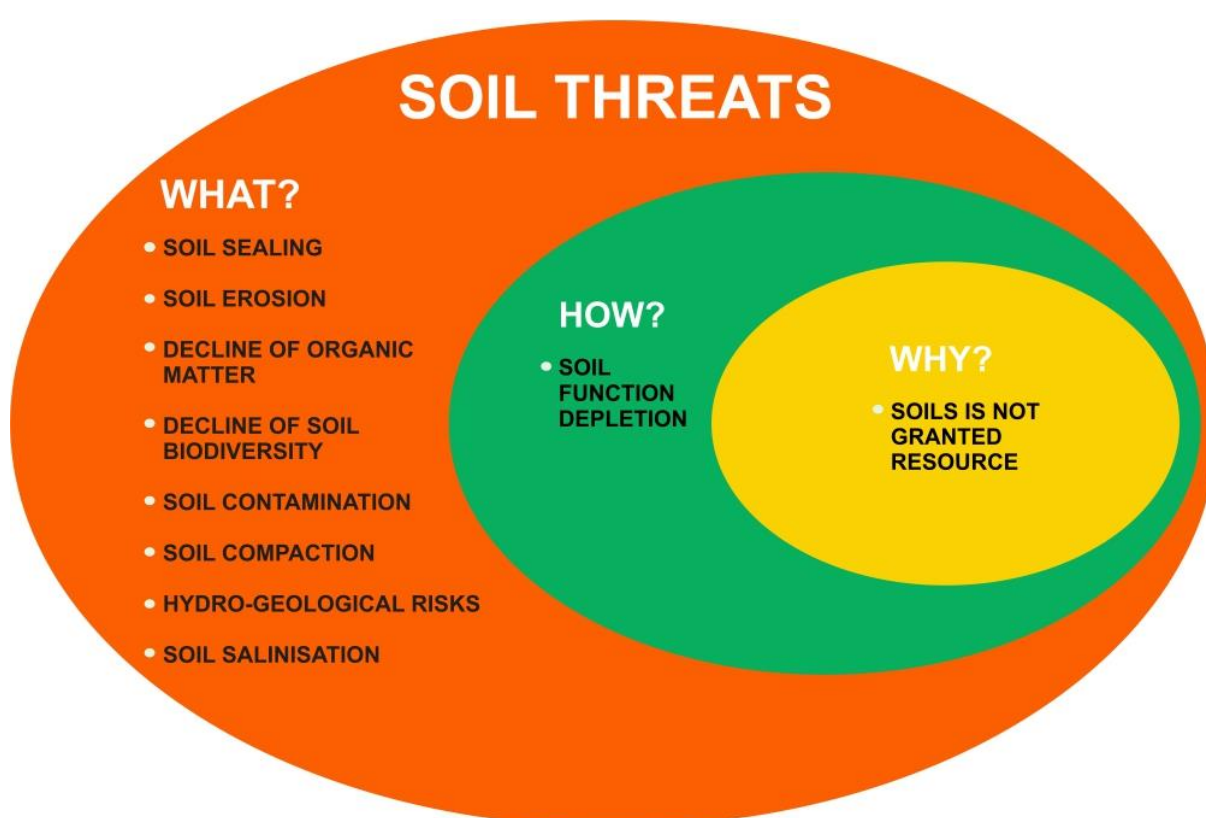 SOIL THREATS
WHAT?
• SOIL SEALING
• SOIL EROSION
• DECLINE OF ORGANIC
MATTER
• DECLINE OF SOIL
BIODIVERSITY
• SOIL CONTAMINATION
• SOIL COMPACTION
• HYDRO-GEOLOGICAL RISKS
• SOIL SALINISATION
HOW?
• SOIL
FUNCTION
DEPLETION
WHY?
• SOILS IS NOT
GRANTED
RESOURCE